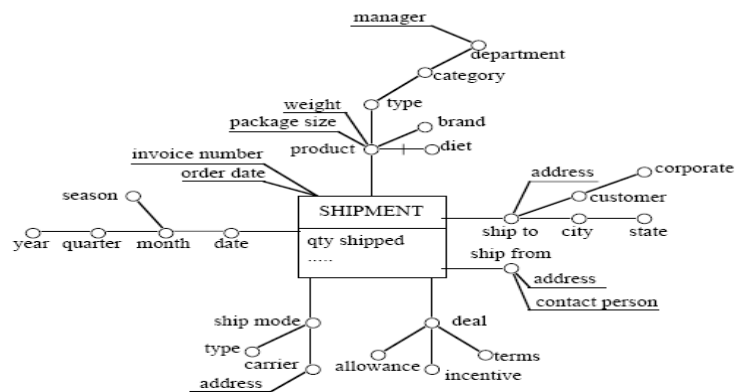 manager
department
category
weight
type
package size
brand
product
diet
invoice number
order date
address
corporate
season
customer
SHIPMENT
year
quarter
month
date
qty shipped
.....
ship to
city
state
ship from
address
contact person
ship mode
deal
type
carrier
address
allowance
incentive
terms